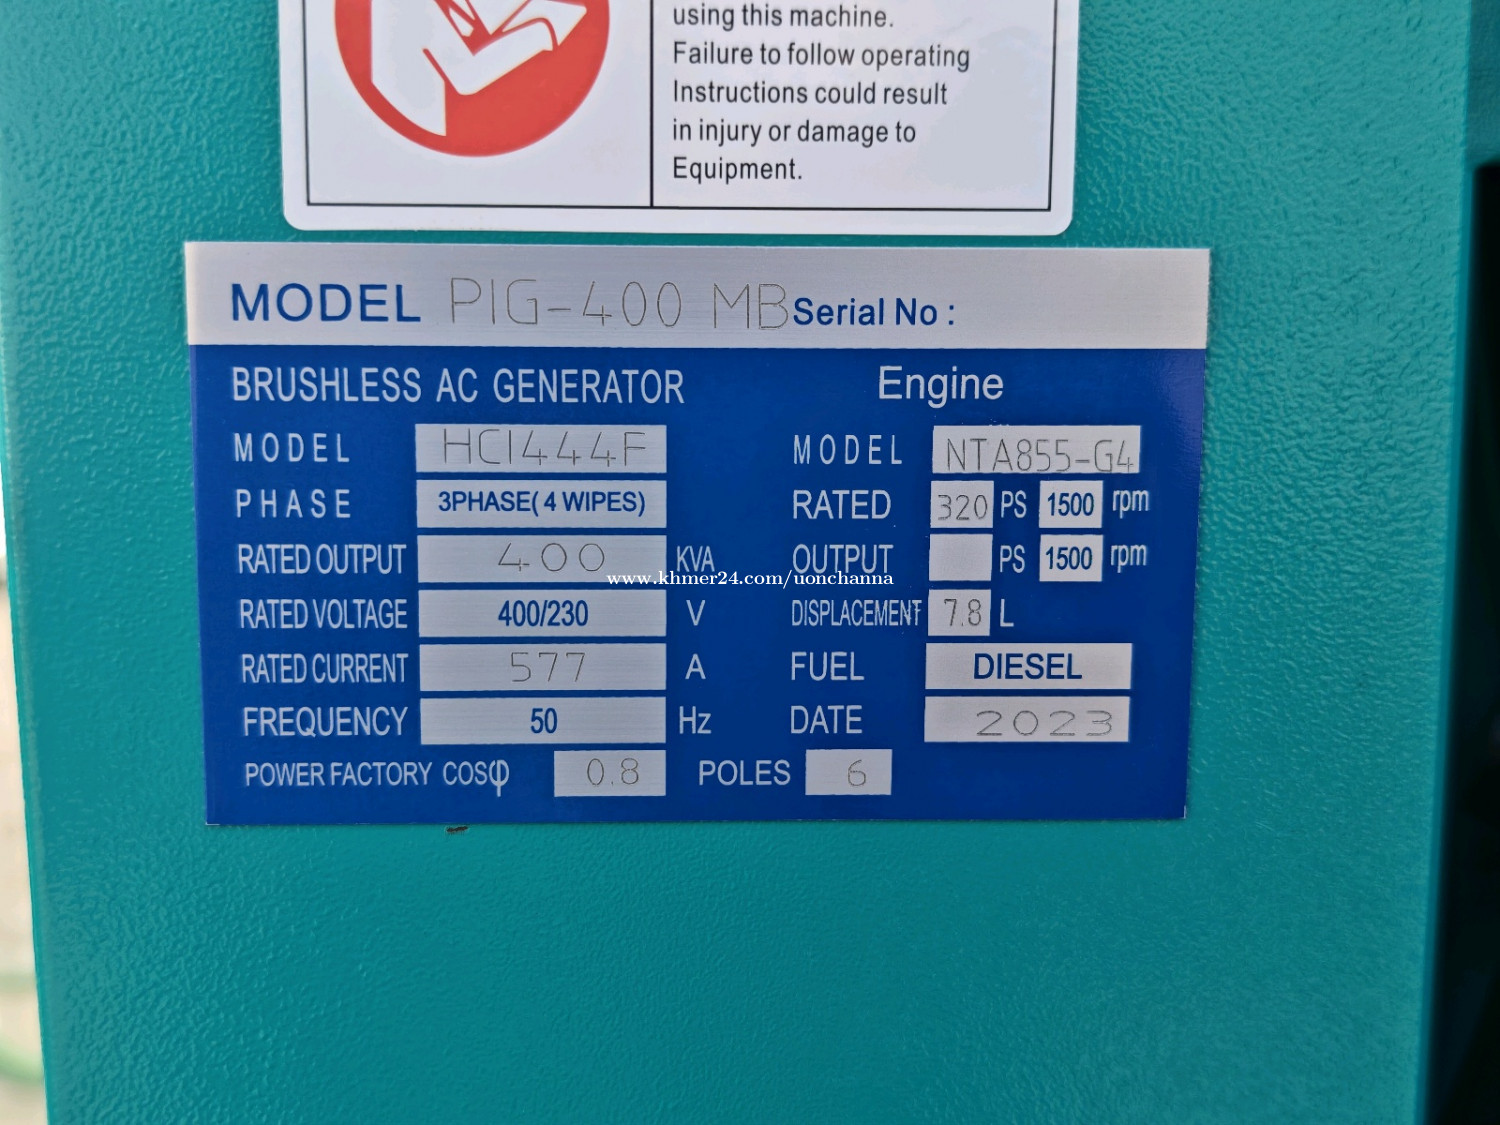 using this machine.
Failure to follow operating
Instructions could result
in injury or damage to
Equipment.
MODEL PIG-400 MB Serial No :
BRUSHLESS AC GENERATOR Engine
MODEL HCI444F MODEL NTA855-G4
PHASE 3PHASE( 4 WIPES) RATED 320 PS 1500 rpm
RATED OUTPUT 400 KVA OUTPUT PS 1500 rpm
www.khmer24.com/uonchanna
RATED VOLTAGE 400/230 V DISPLACEMENT 7.8 L
RATED CURRENT 577 A FUEL DIESEL
FREQUENCY 50 Hz DATE 2023
POWER FACTORY COSφ 0.8 POLES 6